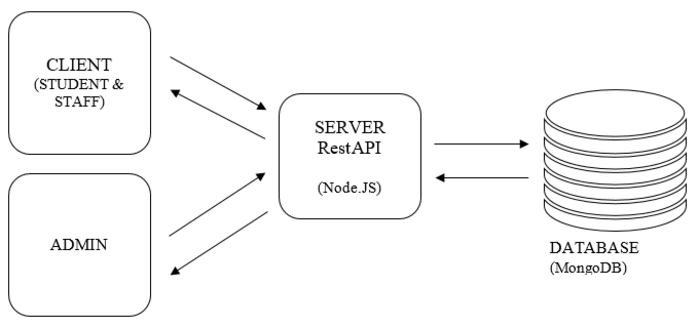 CLIENT
(STUDENT &
STAFF)
SERVER
RestAPI
(Node.JS)
ADMIN
DATABASE
(MongoDB)